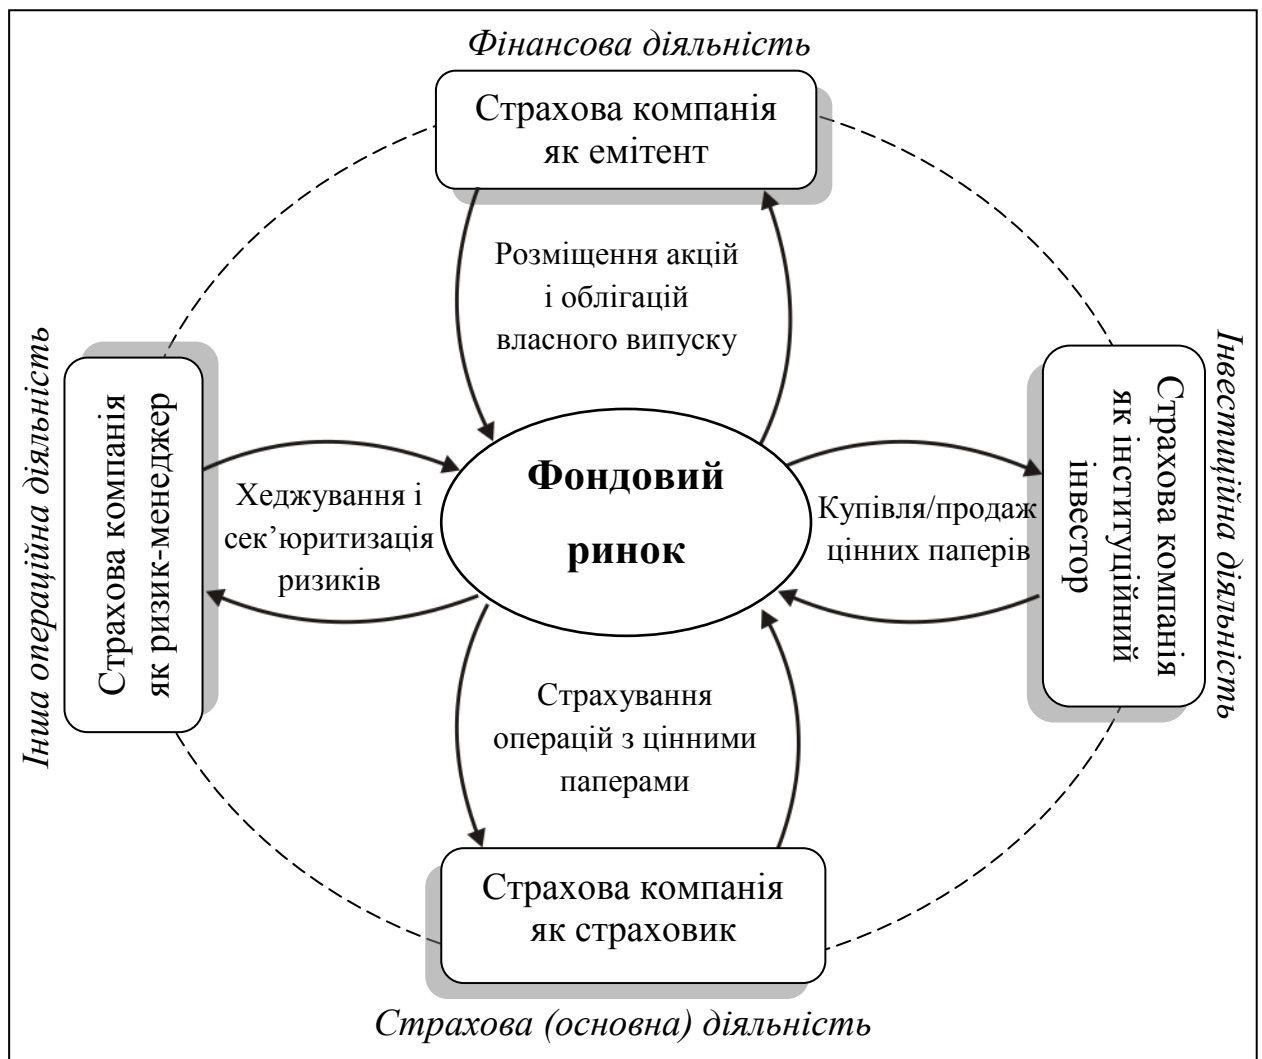 Фінансова діяльність
Страхова компанія
як емітент
Розміщення акцій
і облігацій
власного випуску
Інша операційна діяльність
Страхова компанія
як ризик-менеджер
Хеджування і
сек’юритизація
ризиків
Фондовий
ринок
Купівля/продаж
цінних паперів
Страхова компанія
як інституційний
інвестор
Інвестиційна діяльність
Страхування
операцій з цінними
паперами
Страхова компанія
як страховик
Страхова (основна) діяльність